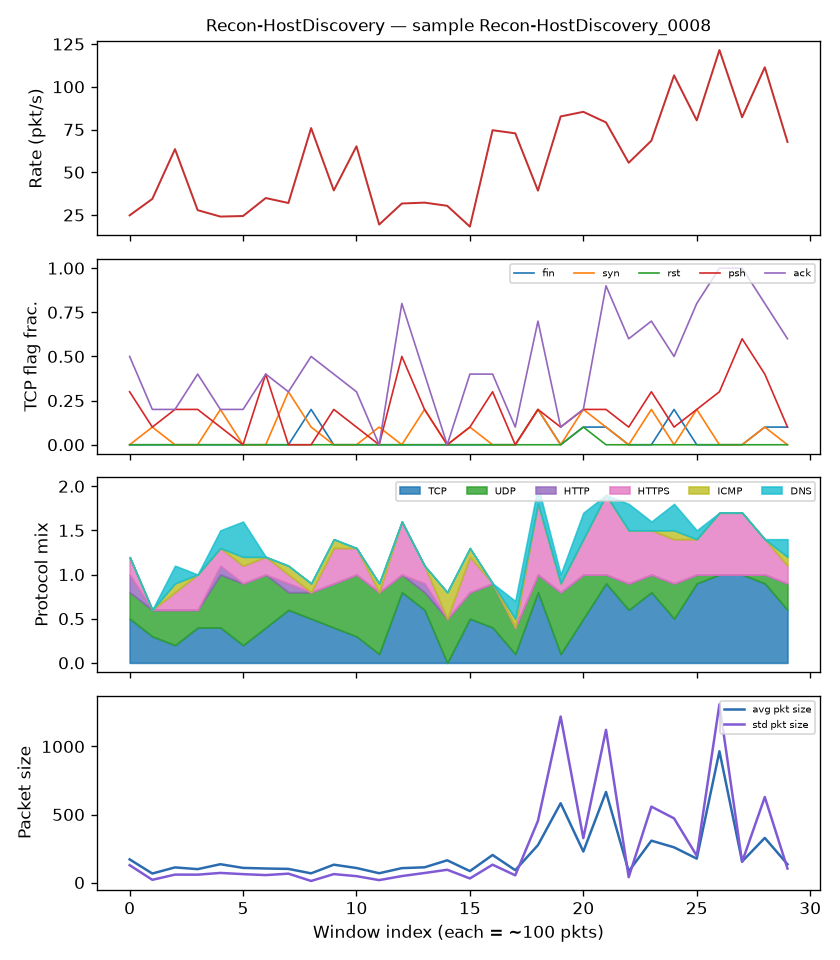 Recon-HostDiscovery — sample Recon-HostDiscovery_0008
Rate (pkt/s)
125
100
75
50
25
TCP flag frac.
1.00
0.75
0.50
0.25
0.00
fin syn rst psh ack
Protocol mix
2.0
1.5
1.0
0.5
0.0
TCP UDP HTTP HTTPS ICMP DNS
Packet size
1000
500
0
avg pkt size
std pkt size
0 5 10 15 20 25 30
Window index (each = ~100 pkts)